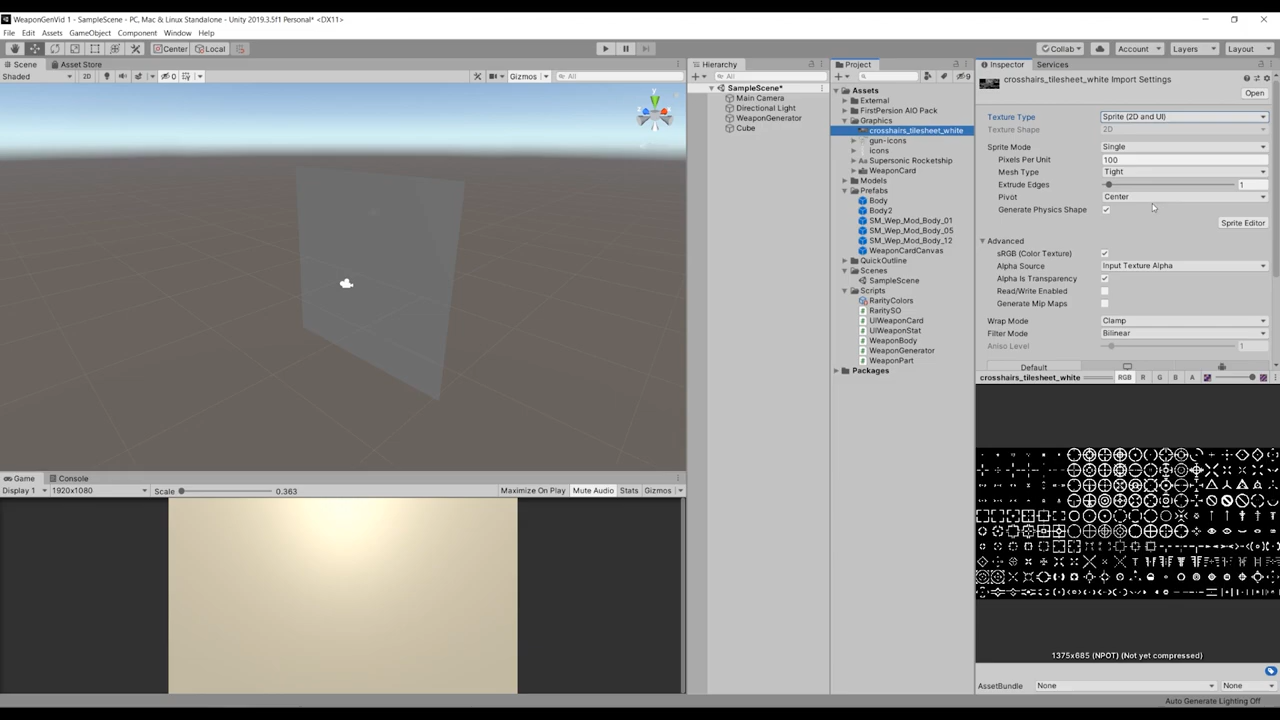 WeaponGenVid 1 - SampleScene - PC, Mac & Linux Standalone - Unity 2019.3.5f1 Personal* <DX11>
File Edit Assets GameObject Component Window Help
Center Local Collab Account Layers Layout
Scene Asset Store
Shaded 2D 0 Gizmos All
Hierarchy
All
SampleScene*
Main Camera
Directional Light
WeaponGenerator
Cube
Project
9
Assets
External
FirstPerson AIO Pack
Graphics
crosshairs_tilesheet_white
gun-icons
icons
Supersonic Rocketship
WeaponCard
Models
Prefabs
Body
Body2
SM_Wep_Mod_Body_01
SM_Wep_Mod_Body_05
SM_Wep_Mod_Body_12
WeaponCardCanvas
QuickOutline
Scenes
SampleScene
Scripts
RarityColors
RaritySO
UIWeaponCard
UIWeaponStat
WeaponBody
WeaponGenerator
WeaponPart
Packages
Inspector Services
crosshairs_tilesheet_white Import Settings
Open
Texture Type Sprite (2D and UI)
Texture Shape 2D
Sprite Mode Single
Pixels Per Unit 100
Mesh Type Tight
Extrude Edges 1
Pivot Center
Generate Physics Shape
Sprite Editor
Advanced
sRGB (Color Texture)
Alpha Source Input Texture Alpha
Alpha Is Transparency
Read/Write Enabled
Generate Mip Maps
Wrap Mode Clamp
Filter Mode Bilinear
Aniso Level 1
Default
crosshairs_tilesheet_white RGB R G B A
1375x685 (NPOT) (Not yet compressed)
AssetBundle None None
Game Console
Display 1 1920x1080 Scale 0.363 Maximize On Play Mute Audio Stats Gizmos
Auto Generate Lighting Off